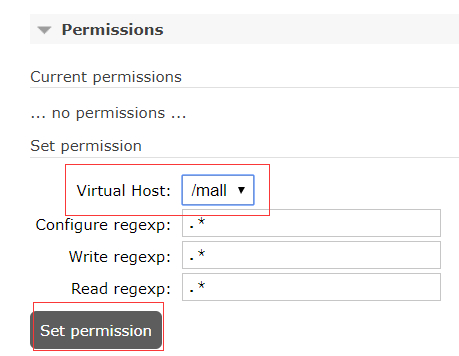 Permissions
Current permissions
... no permissions ...
Set permission
Virtual Host: /mall
Configure regexp: .*
Write regexp: .*
Read regexp: .*
Set permission